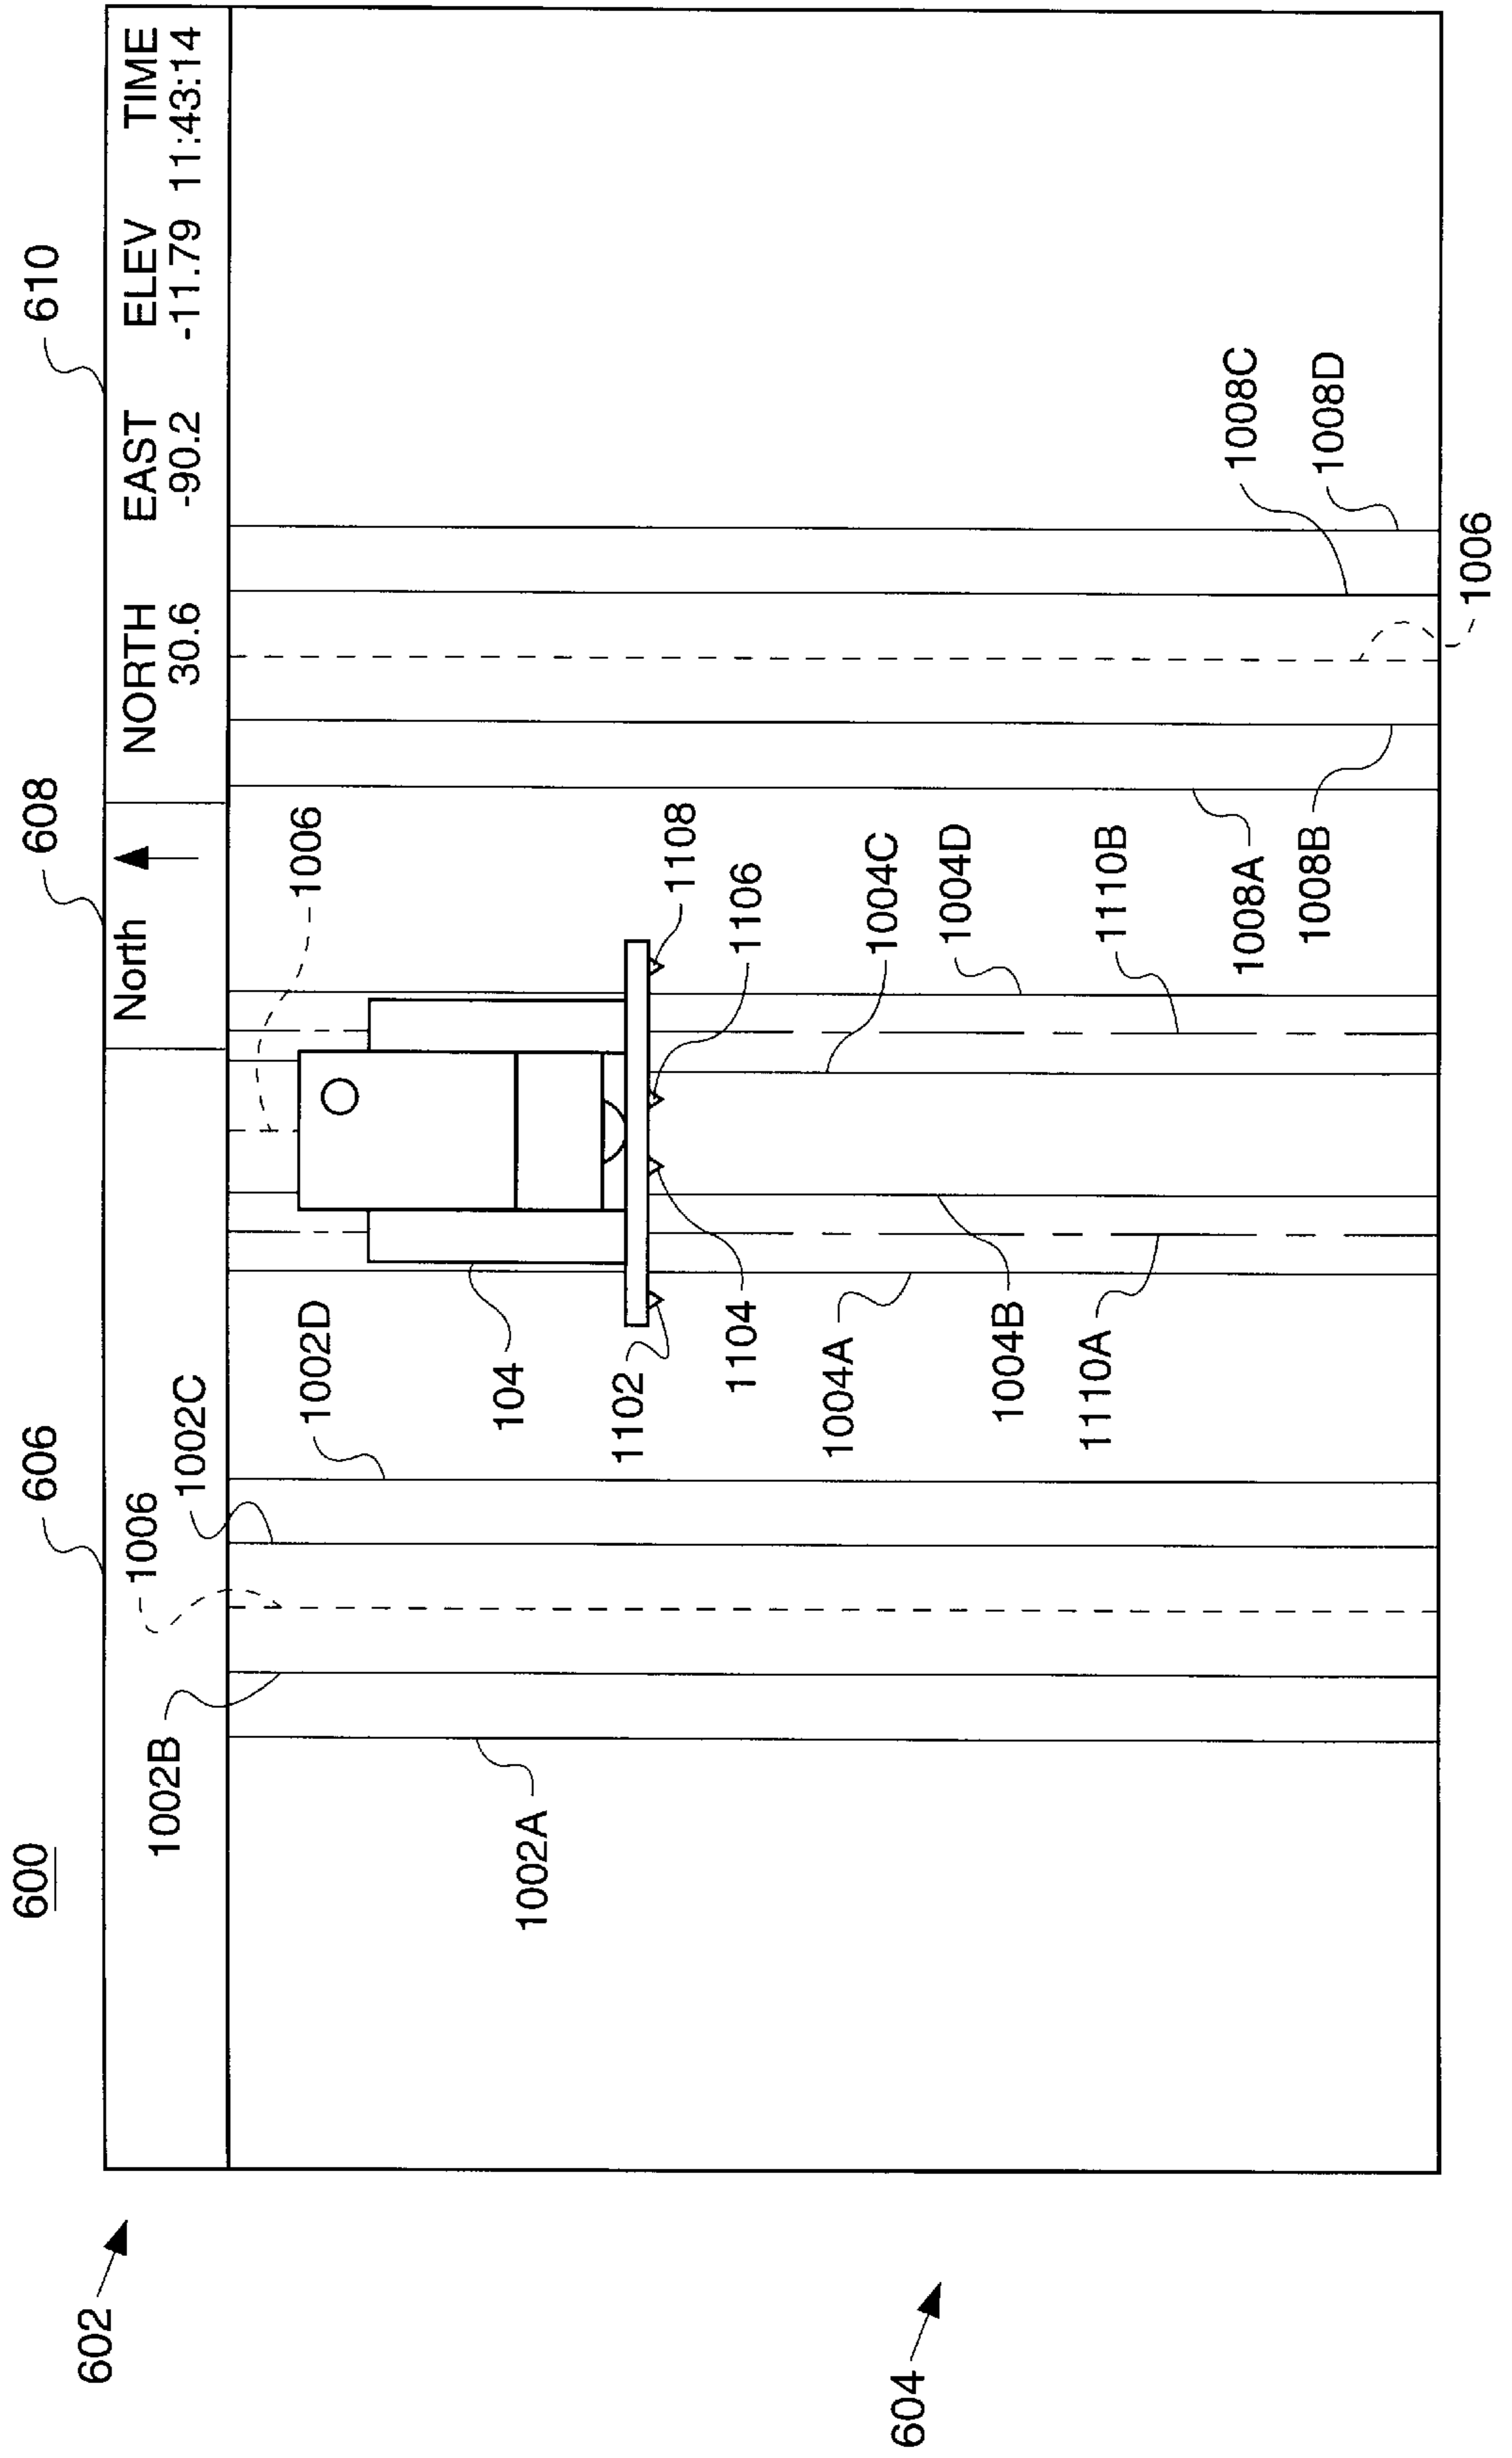 600
606
608
610
602
North
NORTH EAST ELEV TIME
30.6 -90.2 -11.79 11:43:14
1006
1002B
1002C
1002D
1006
104
1002A
1102
1108
1104
1106
1004A
1004C
604
1004D
1004B
1110A
1110B
1008A
1008C
1008B
1008D
1006